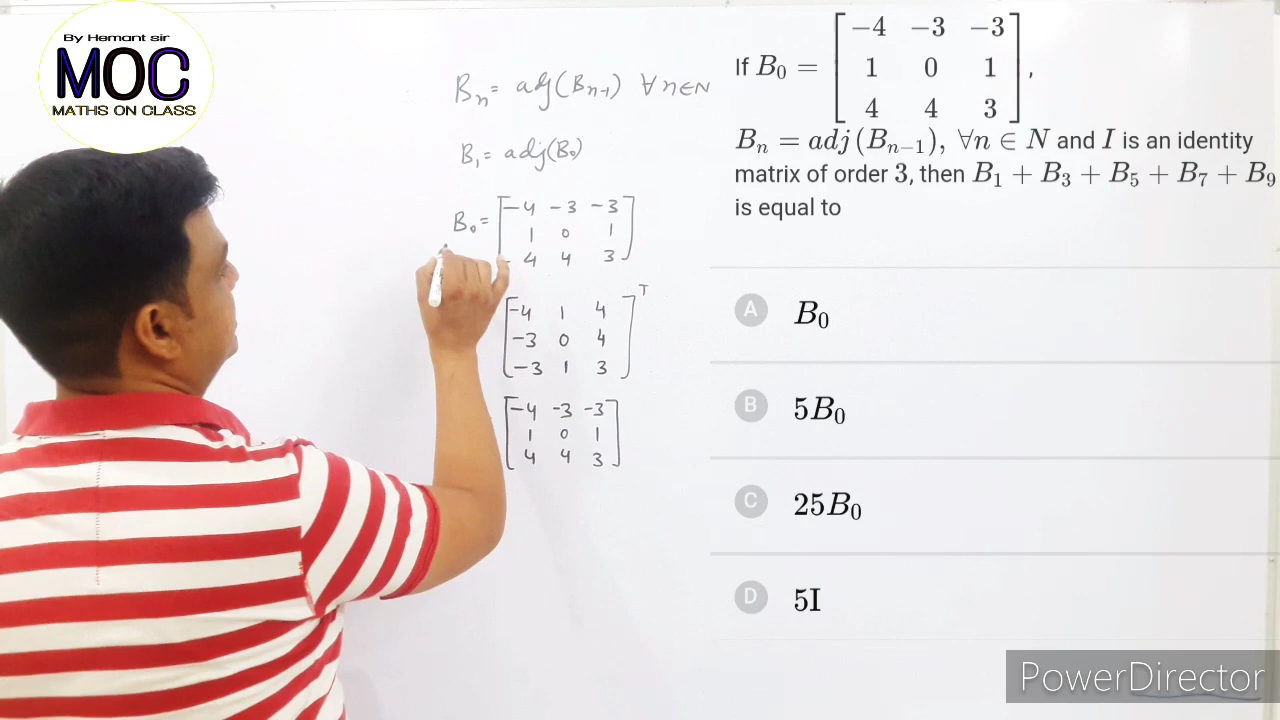 By Hemant sir
MOC
MATHS ON CLASS
Bn = adj(Bn-1) ∀ n∈N
B1 = adj(B0)
B0 = [-4 -3 -3
1 0 1
4 4 3]
[-4 1 4
-3 0 4
-3 1 3]T
[-4 -3 -3
1 0 1
4 4 3]
If B0 = [-4 -3 -3
1 0 1
4 4 3],
Bn = adj (Bn-1), ∀n ∈ N and I is an identity
matrix of order 3, then B1 + B3 + B5 + B7 + B9
is equal to
A B0
B 5B0
C 25B0
D 5I
PowerDirector